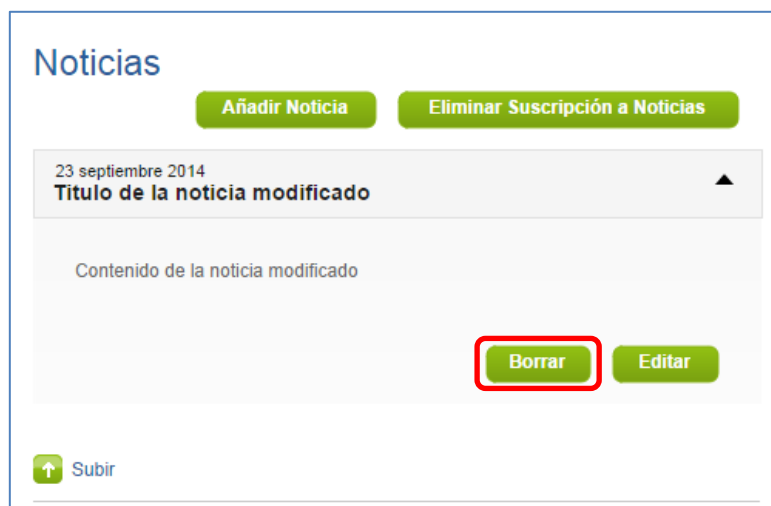 Noticias
Añadir Noticia
Eliminar Suscripción a Noticias
23 septiembre 2014
Titulo de la noticia modificado
Contenido de la noticia modificado
Borrar
Editar
Subir